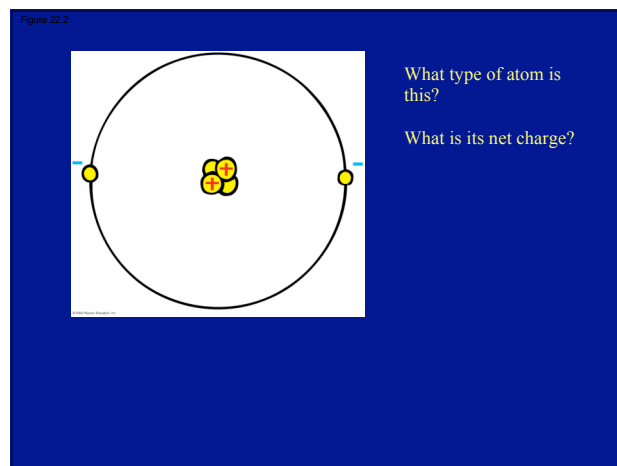 Figure 22.2
What type of atom is
this?
What is its net charge?
−
−
+
+